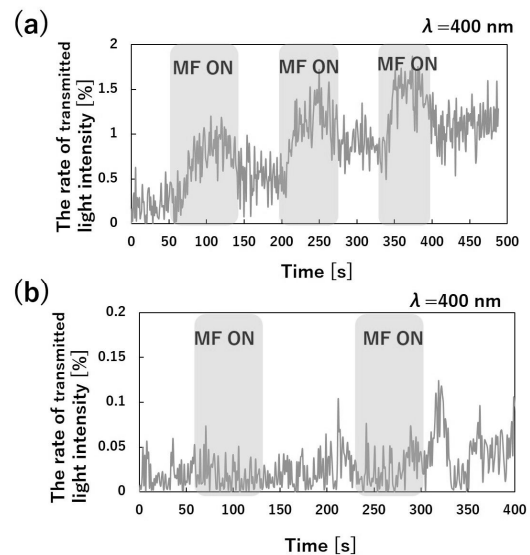 (a)
λ=400 nm
The rate of transmitted
light intensity [%]
2
1.5
1
0.5
0
MF ON MF ON MF ON
0 50 100 150 200 250 300 350 400 450 500
Time [s]
(b)
λ=400 nm
The rate of transmitted
light intensity [%]
0.2
0.15
0.1
0.05
0
MF ON MF ON
0 50 100 150 200 250 300 350 400
Time [s]